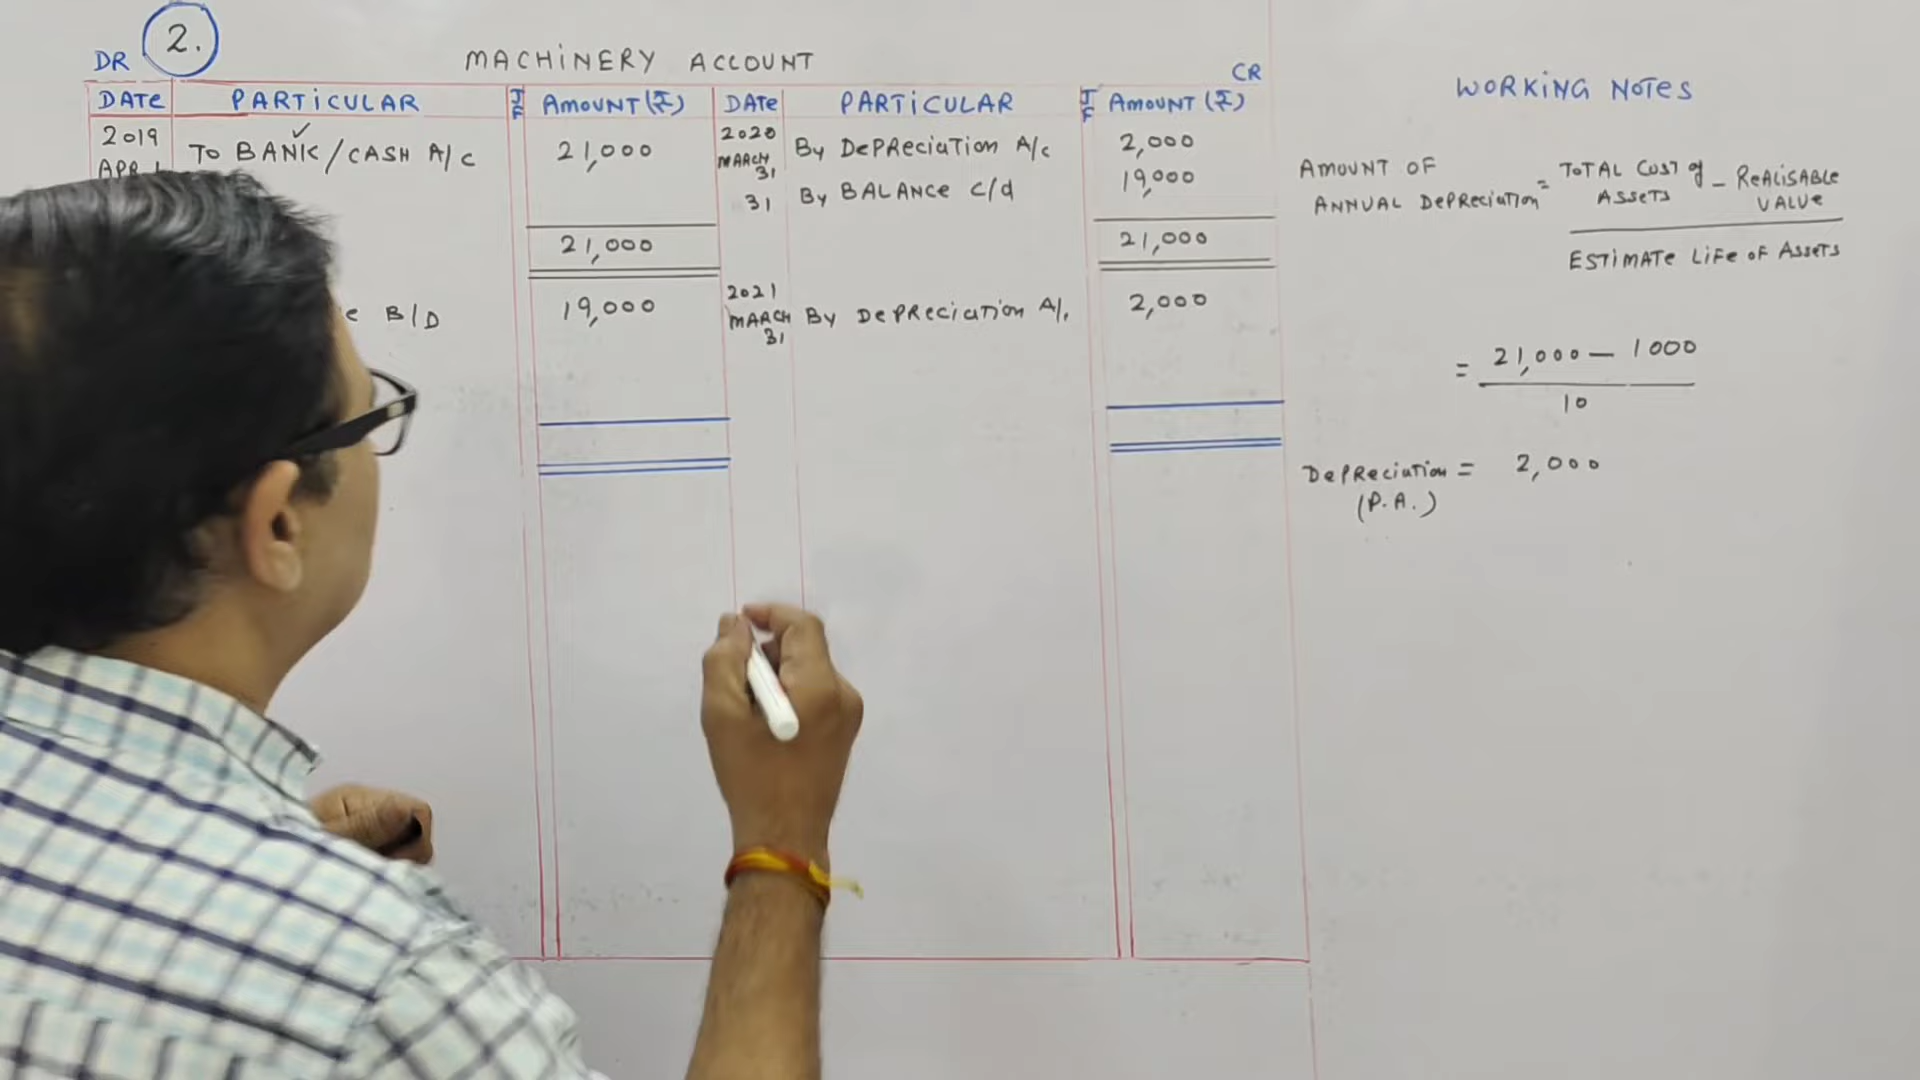 2.
DR MACHINERY ACCOUNT CR
DATE PARTICULAR J F AMOUNT (₹) DATE PARTICULAR J F AMOUNT (₹)
2019 TO BANK/CASH A/C 21,000 2020 MARCH 31 By DEPRECIATION A/c 2,000
APR 1
31 By BALANCE C/d 19,000
21,000 21,000
B/D 19,000 2021 MARCH 31 By DEPRECIATION A/c 2,000
WORKING NOTES
AMOUNT OF ANNUAL DEPRECIATION = TOTAL COST of ASSETS – REALISABLE VALUE
ESTIMATE LIFE OF ASSETS
= 21,000 – 1000
10
DEPRECIATION = 2,000
(P.A.)